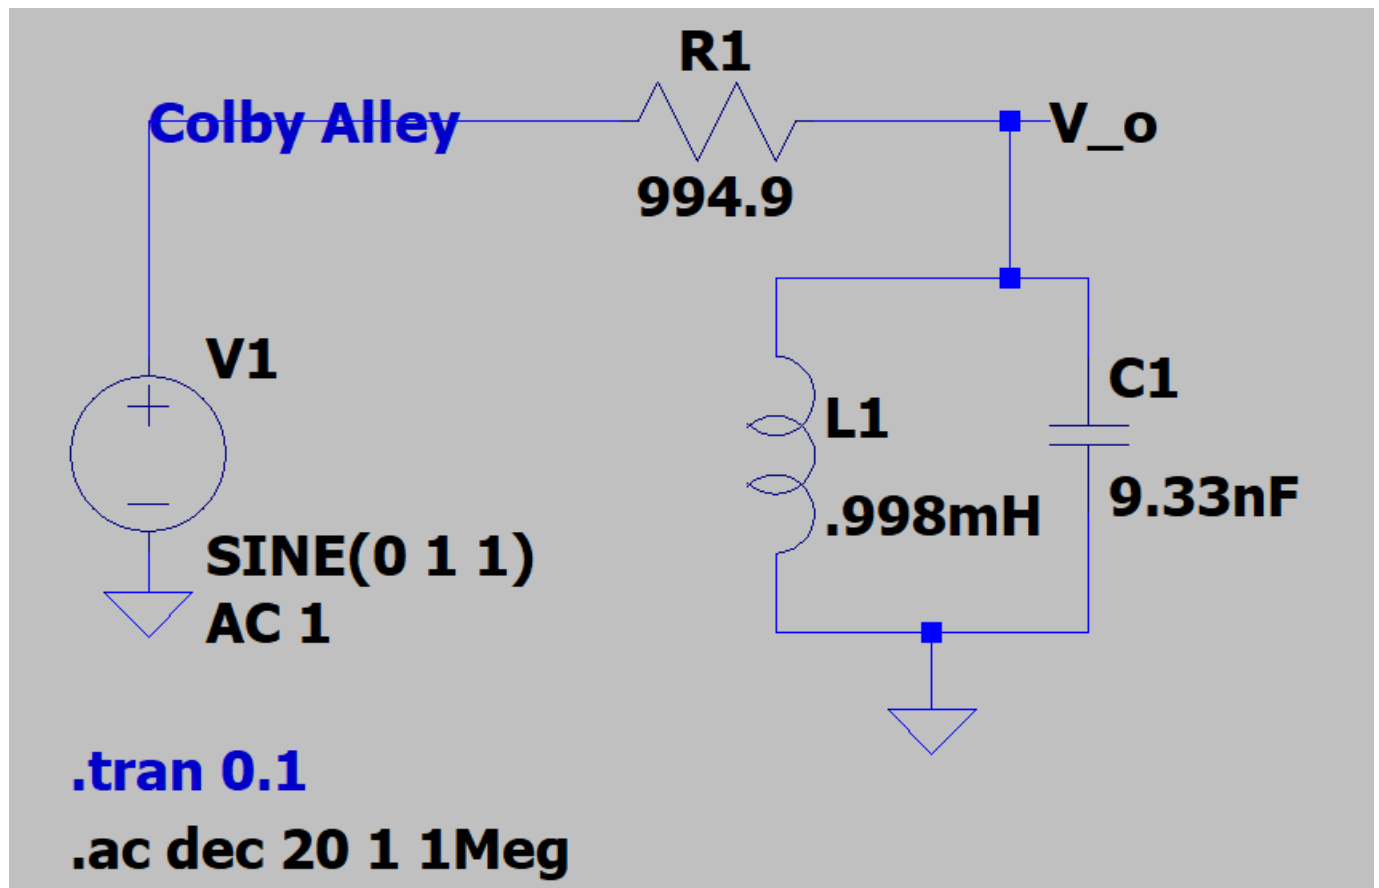 R1
Colby Alley
V_o
994.9
V1
C1
L1
9.33nF
.998mH
SINE(0 1 1)
AC 1
.tran 0.1
.ac dec 20 1 1Meg